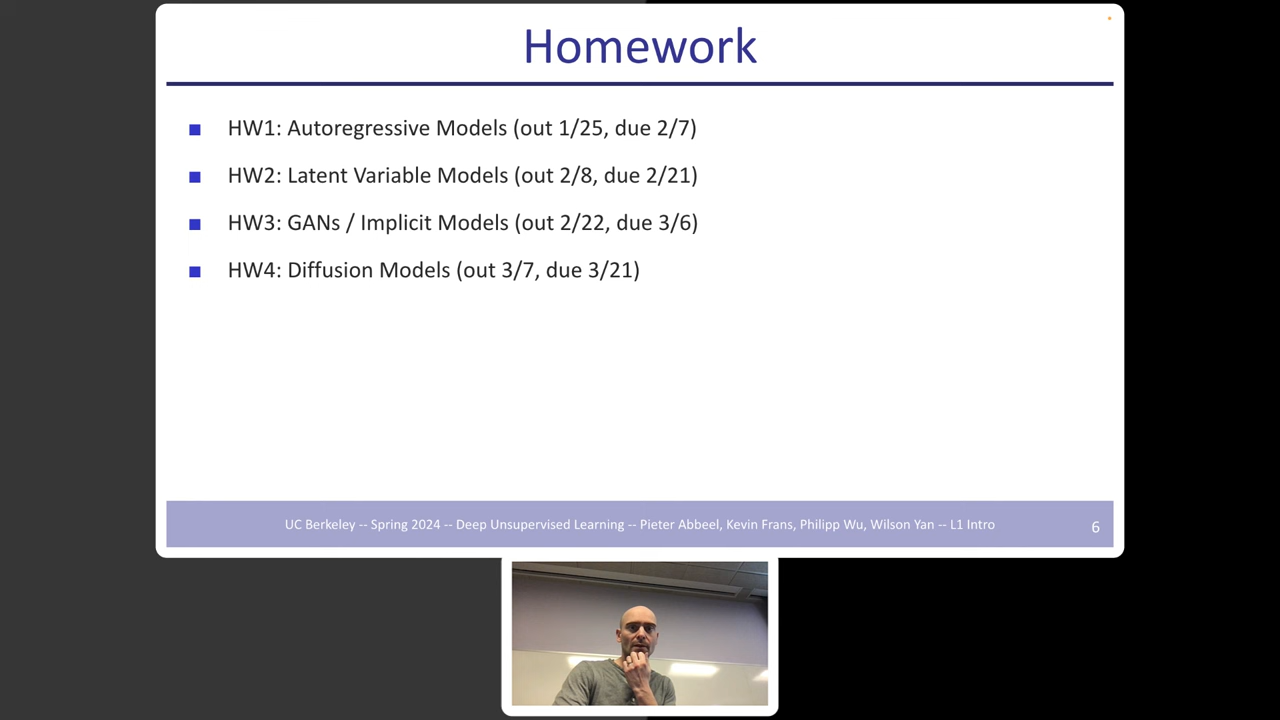 Homework
HW1: Autoregressive Models (out 1/25, due 2/7)
HW2: Latent Variable Models (out 2/8, due 2/21)
HW3: GANs / Implicit Models (out 2/22, due 3/6)
HW4: Diffusion Models (out 3/7, due 3/21)
UC Berkeley -- Spring 2024 -- Deep Unsupervised Learning -- Pieter Abbeel, Kevin Frans, Philipp Wu, Wilson Yan -- L1 Intro
6